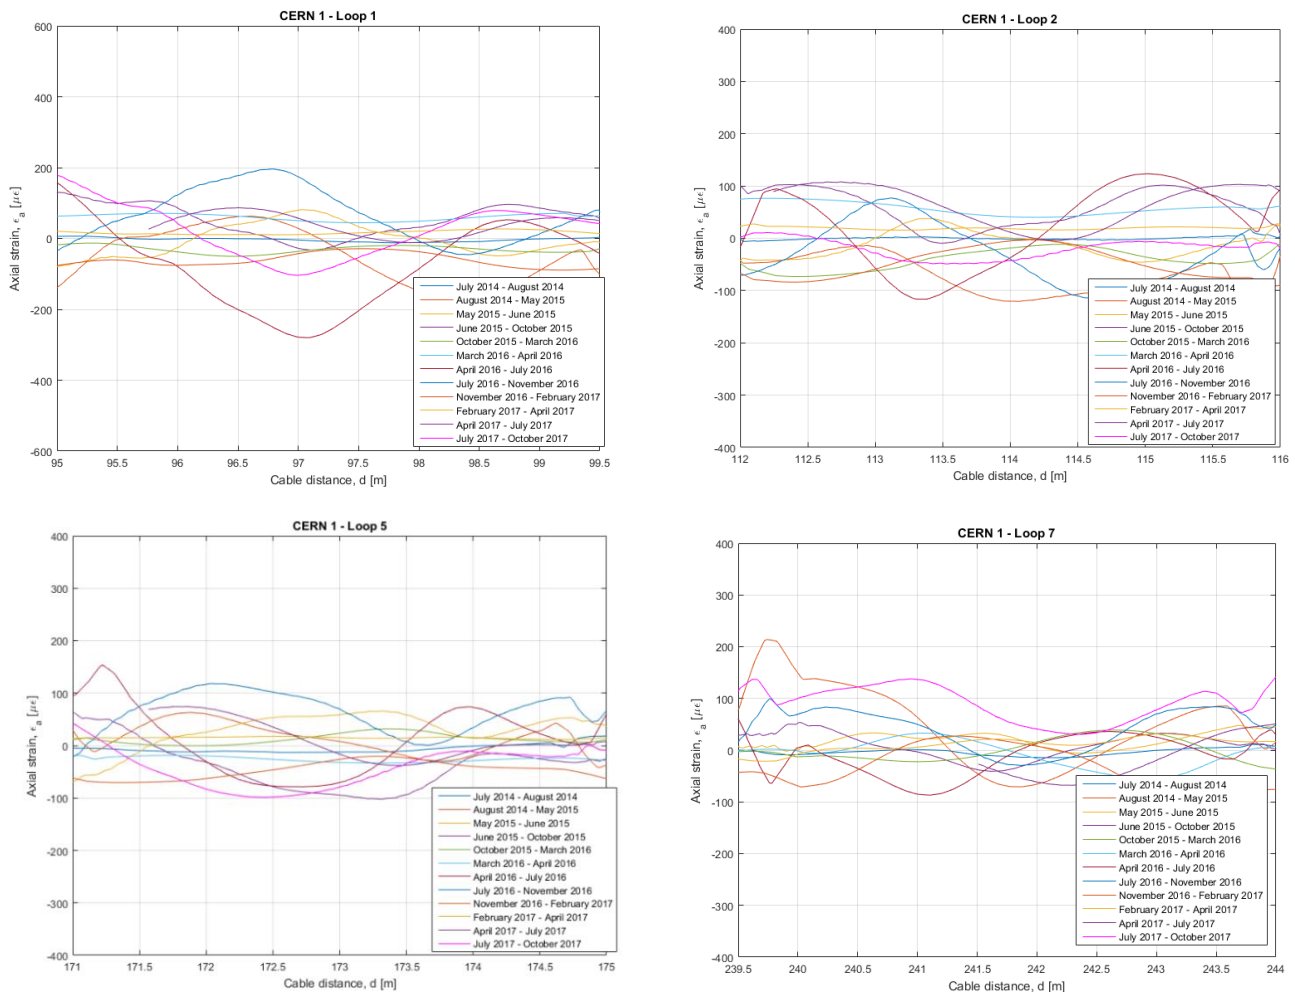 CERN 1 - Loop 1
600
400
200
0
-200
-400
-600
Axial strain, ϵa [μϵ]
95 95.5 96 96.5 97 97.5 98 98.5 99 99.5
Cable distance, d [m]
July 2014 - August 2014
August 2014 - May 2015
May 2015 - June 2015
June 2015 - October 2015
October 2015 - March 2016
March 2016 - April 2016
April 2016 - July 2016
July 2016 - November 2016
November 2016 - February 2017
February 2017 - April 2017
April 2017 - July 2017
July 2017 - October 2017
CERN 1 - Loop 2
400
300
200
100
0
-100
-200
-300
-400
Axial strain, ϵa [μϵ]
112 112.5 113 113.5 114 114.5 115 115.5 116
Cable distance, d [m]
July 2014 - August 2014
August 2014 - May 2015
May 2015 - June 2015
June 2015 - October 2015
October 2015 - March 2016
March 2016 - April 2016
April 2016 - July 2016
July 2016 - November 2016
November 2016 - February 2017
February 2017 - April 2017
April 2017 - July 2017
July 2017 - October 2017
CERN 1 - Loop 5
400
300
200
100
0
-100
-200
-300
-400
Axial strain, ϵa [μϵ]
171 171.5 172 172.5 173 173.5 174 174.5 175
Cable distance, d [m]
July 2014 - August 2014
August 2014 - May 2015
May 2015 - June 2015
June 2015 - October 2015
October 2015 - March 2016
March 2016 - April 2016
April 2016 - July 2016
July 2016 - November 2016
November 2016 - February 2017
February 2017 - April 2017
April 2017 - July 2017
July 2017 - October 2017
CERN 1 - Loop 7
400
300
200
100
0
-100
-200
-300
-400
Axial strain, ϵa [μϵ]
239.5 240 240.5 241 241.5 242 242.5 243 243.5 244
Cable distance, d [m]
July 2014 - August 2014
August 2014 - May 2015
May 2015 - June 2015
June 2015 - October 2015
October 2015 - March 2016
March 2016 - April 2016
April 2016 - July 2016
July 2016 - November 2016
November 2016 - February 2017
February 2017 - April 2017
April 2017 - July 2017
July 2017 - October 2017